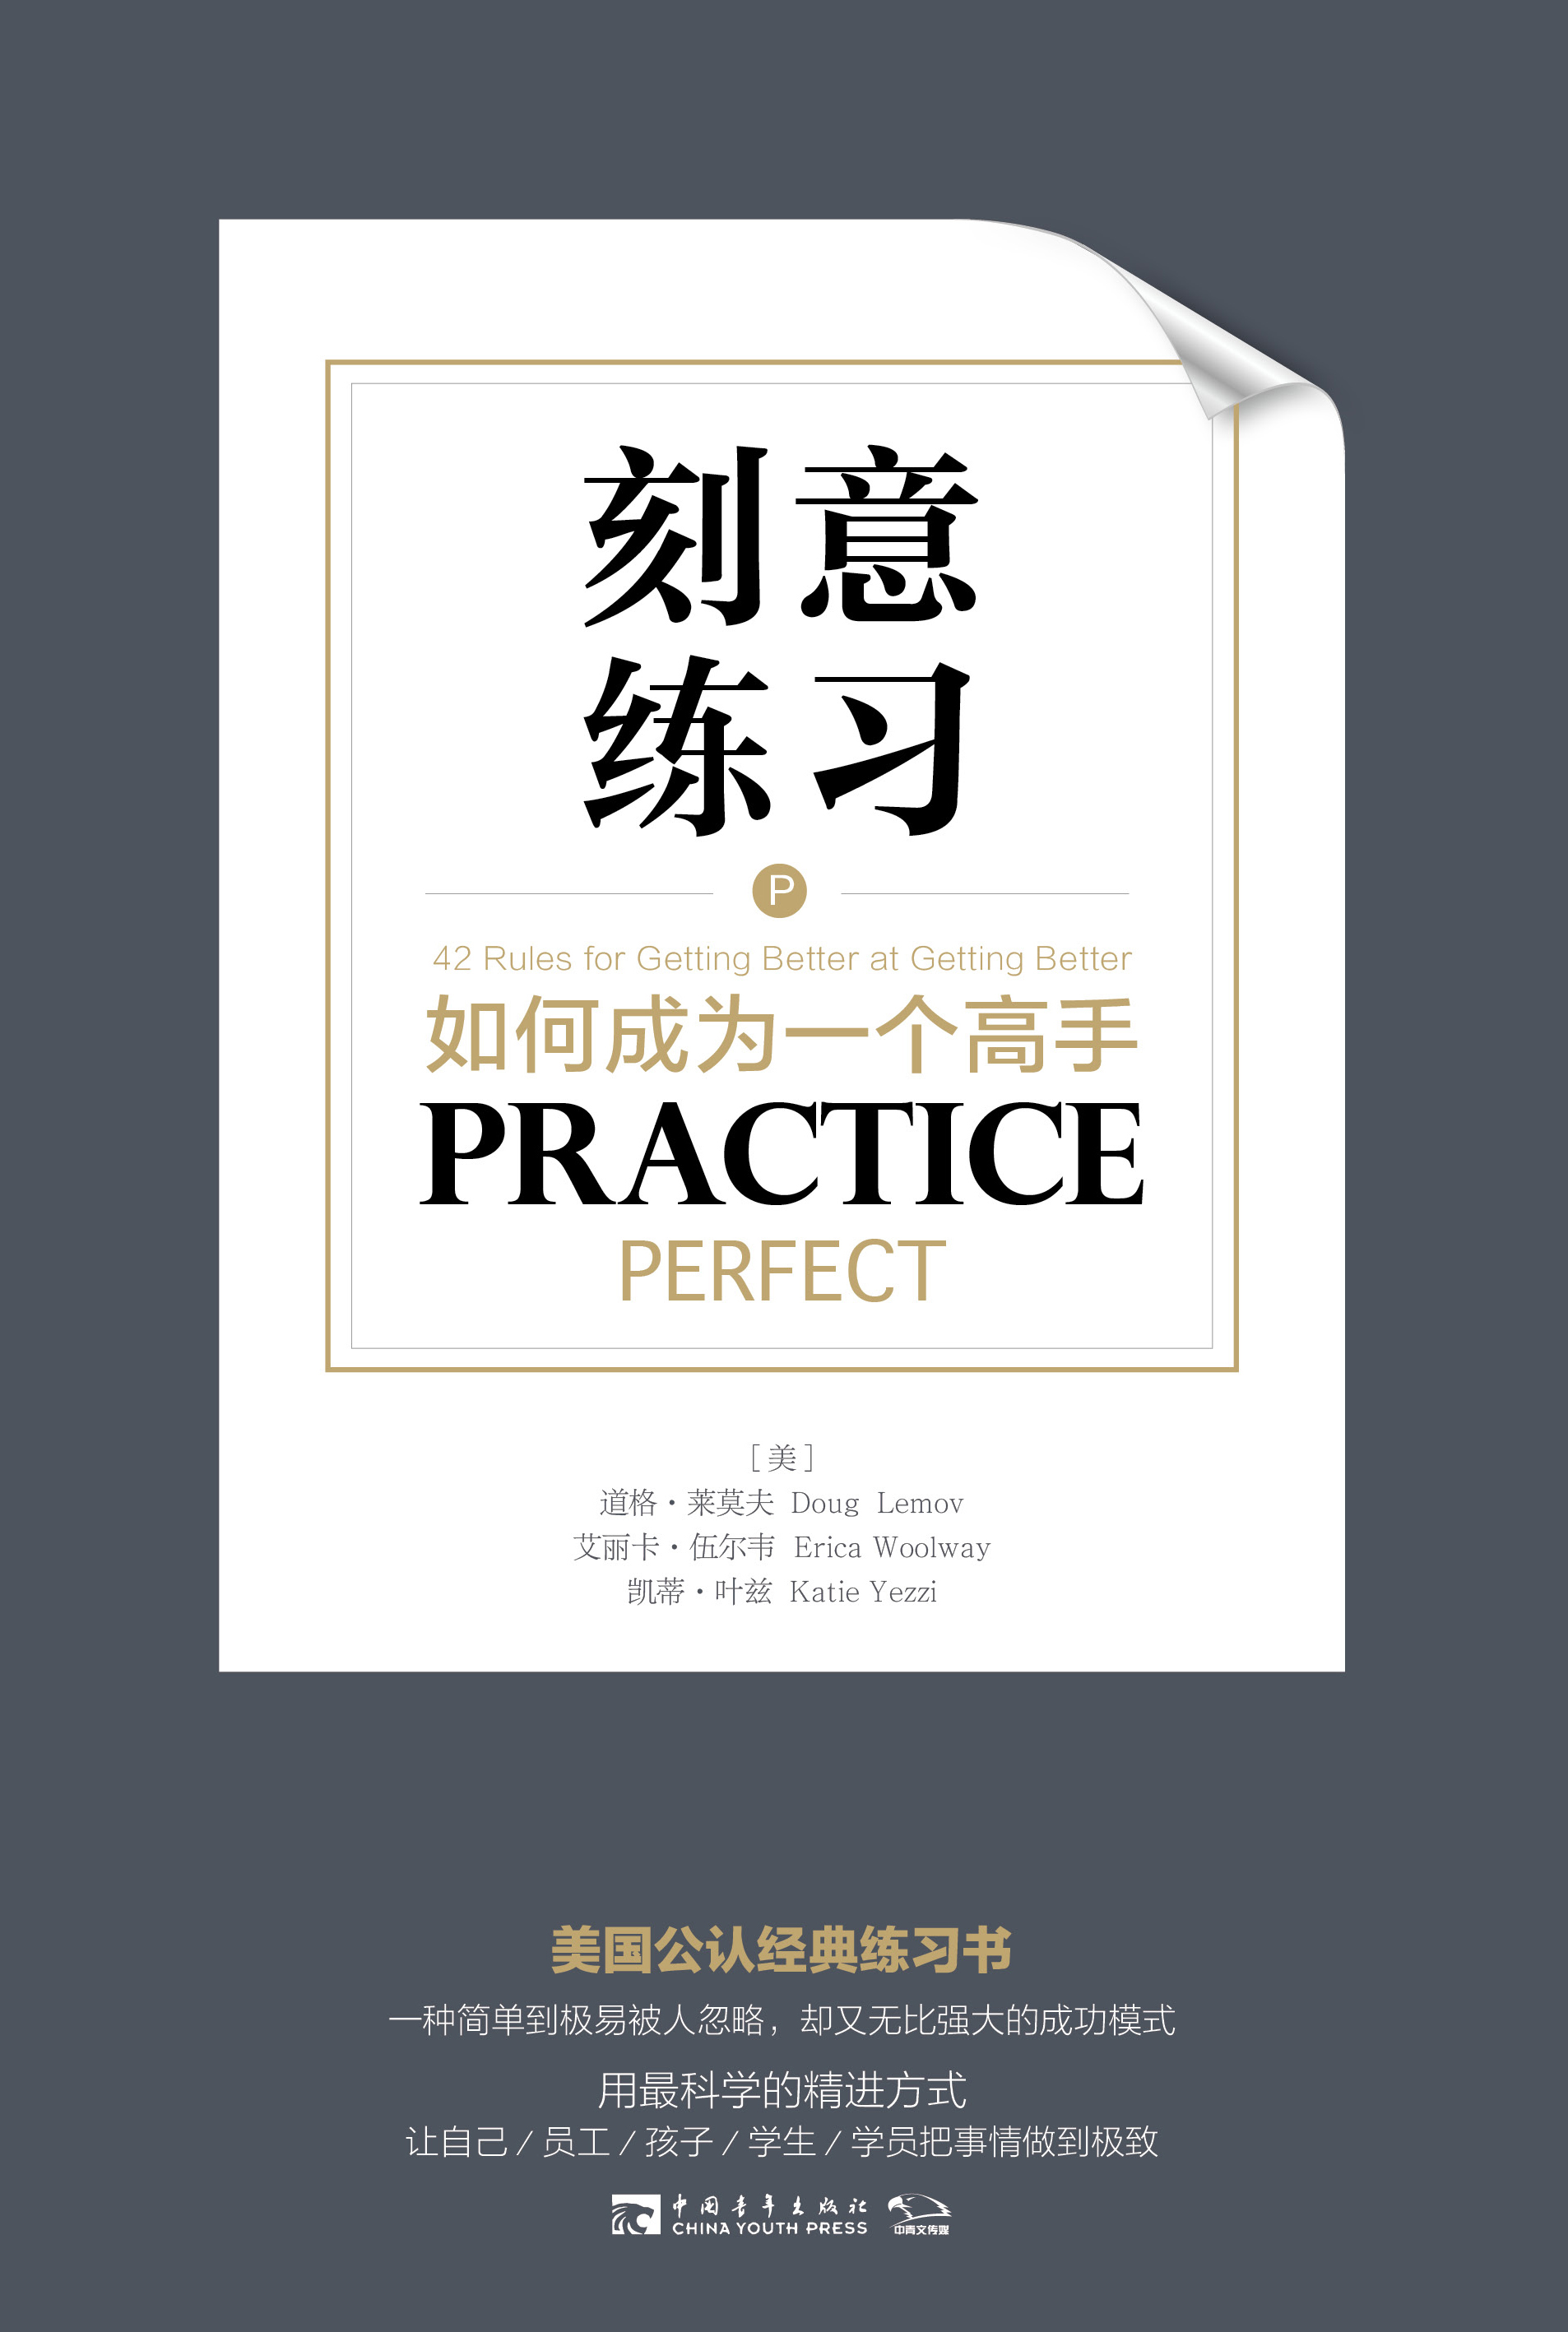 刻意
练习
P
42 Rules for Getting Better at Getting Better
如何成为一个高手
PRACTICE
PERFECT
[美]
道格·莱莫夫 Doug Lemov
艾丽卡·伍尔韦 Erica Woolway
凯蒂·叶兹 Katie Yezzi
美国公认经典练习书
一种简单到极易被人忽略，却又无比强大的成功模式
用最科学的精进方式
让自己/员工/孩子/学生/学员把事情做到极致
中国青年出版社
CHINA YOUTH PRESS
中青文传媒